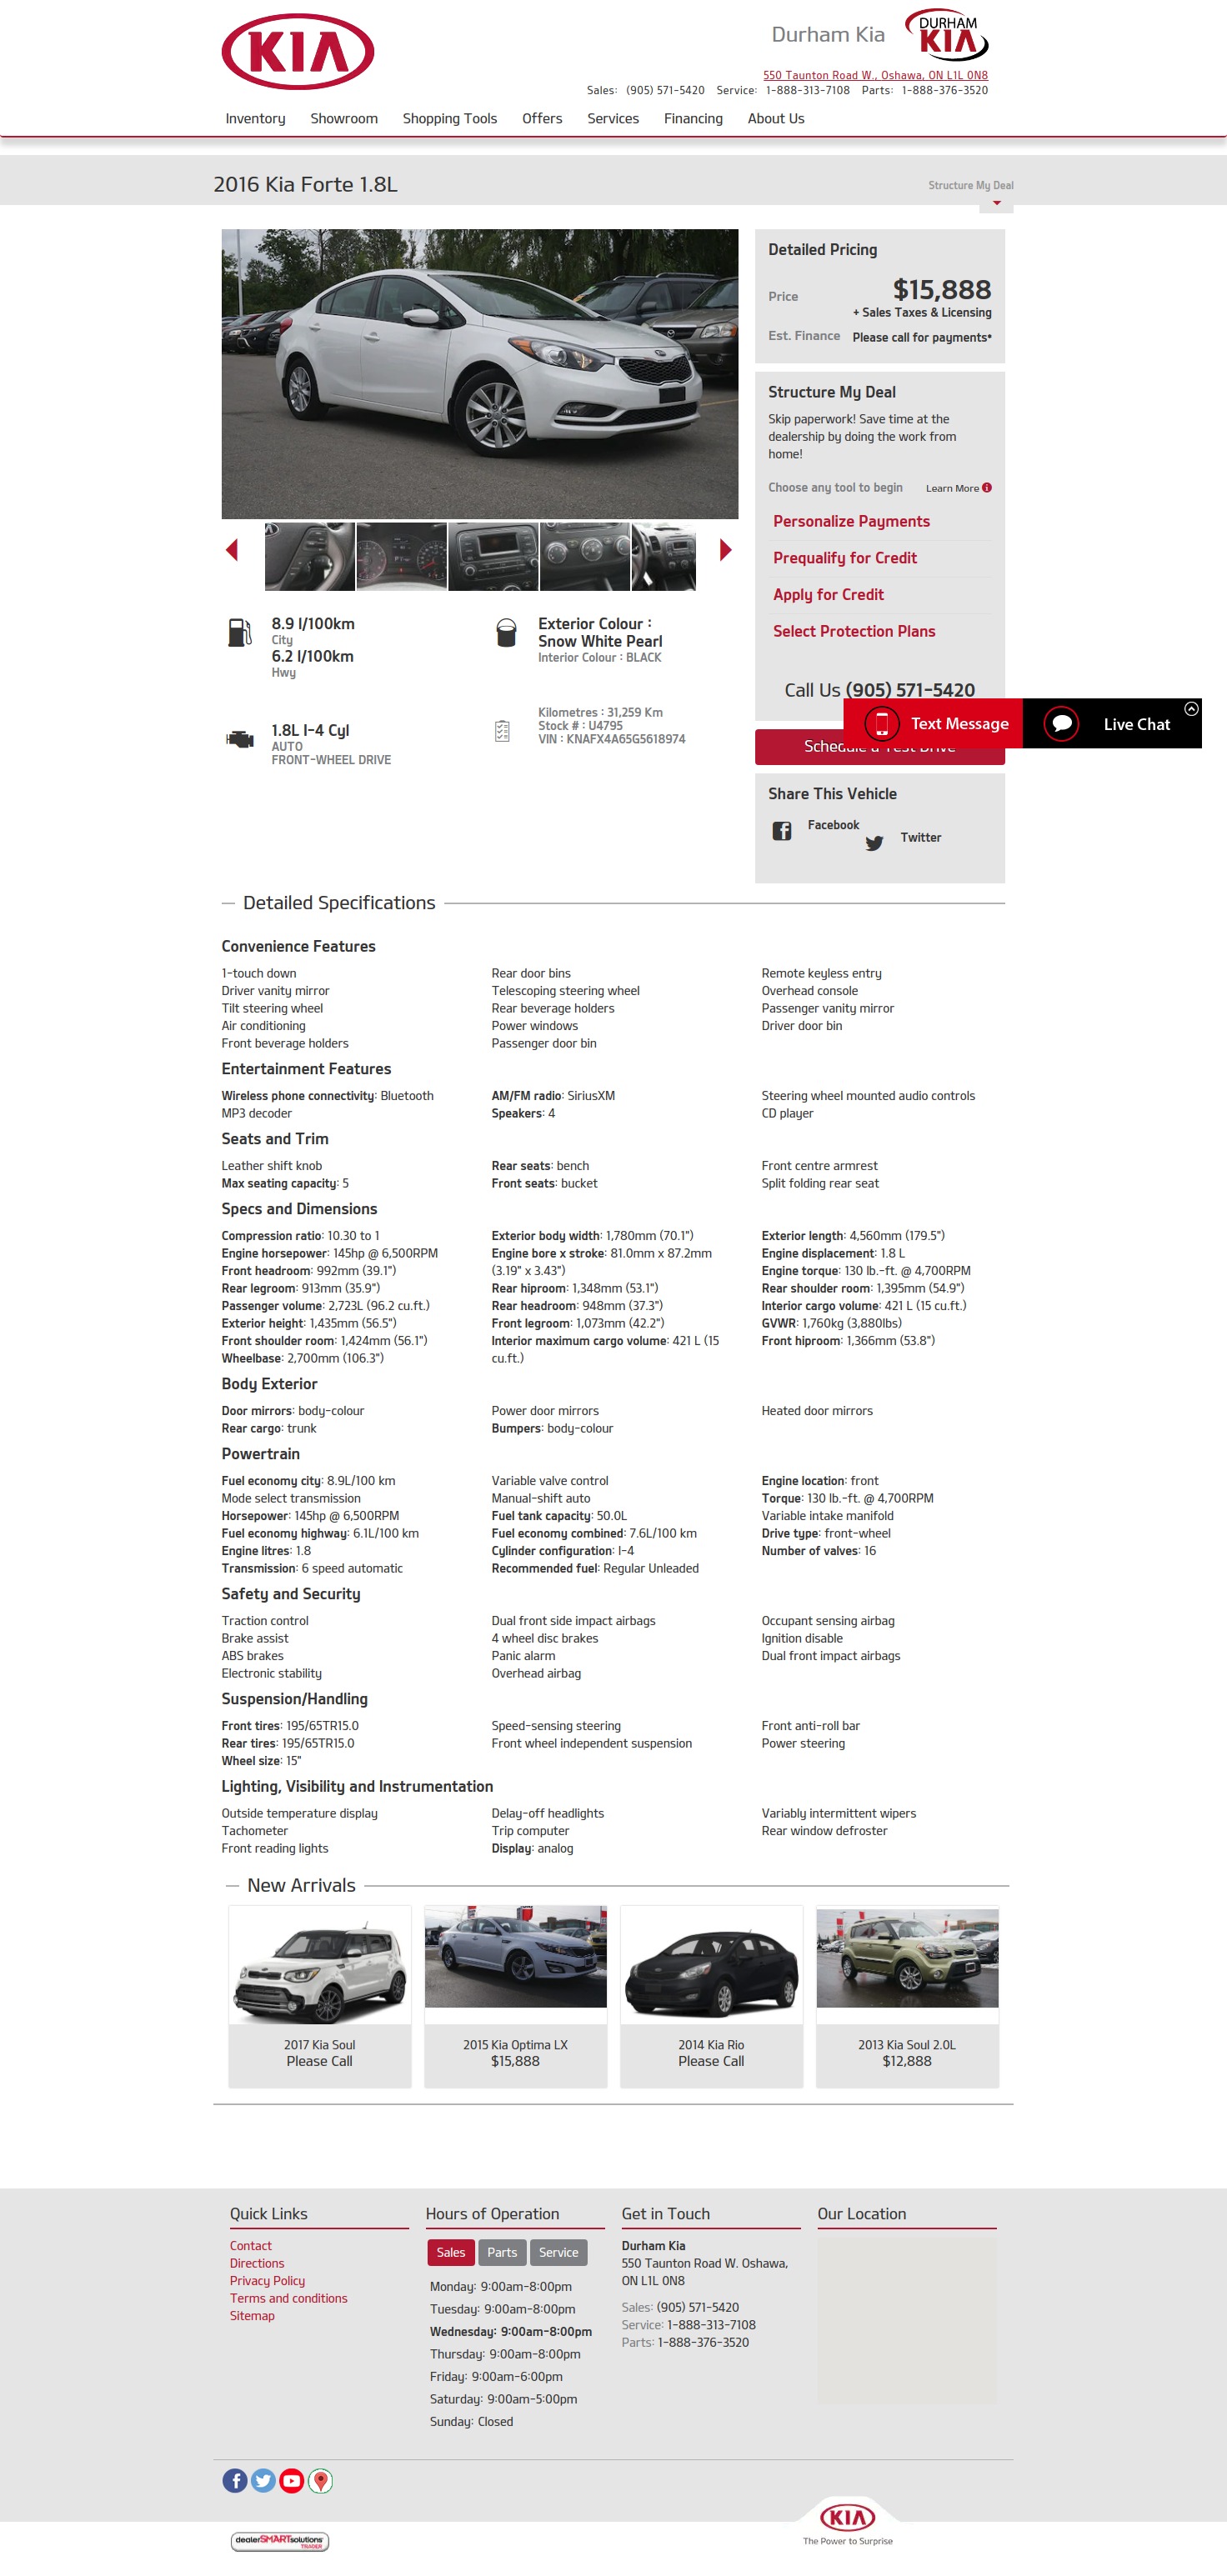 KIA
Durham Kia
DURHAM
KIA
550 Taunton Road W., Oshawa, ON L1L 0N8
Sales: (905) 571-5420 Service: 1-888-313-7108 Parts: 1-888-376-3520
Inventory Showroom Shopping Tools Offers Services Financing About Us
2016 Kia Forte 1.8L
Structure My Deal
Detailed Pricing
Price $15,888
+ Sales Taxes & Licensing
Est. Finance Please call for payments*
Structure My Deal
Skip paperwork! Save time at the
dealership by doing the work from
home!
Choose any tool to begin Learn More
Personalize Payments
Prequalify for Credit
Apply for Credit
Select Protection Plans
Call Us (905) 571-5420
Text Message
Live Chat
Schedule a Test Drive
Share This Vehicle
Facebook
Twitter
8.9 l/100km
City
6.2 l/100km
Hwy
Exterior Colour :
Snow White Pearl
Interior Colour : BLACK
1.8L I-4 Cyl
AUTO
FRONT-WHEEL DRIVE
Kilometres : 31,259 Km
Stock # : U4795
VIN : KNAFX4A65G5618974
Detailed Specifications
Convenience Features
1-touch down Rear door bins Remote keyless entry
Driver vanity mirror Telescoping steering wheel Overhead console
Tilt steering wheel Rear beverage holders Passenger vanity mirror
Air conditioning Power windows Driver door bin
Front beverage holders Passenger door bin
Entertainment Features
Wireless phone connectivity: Bluetooth AM/FM radio: SiriusXM Steering wheel mounted audio controls
MP3 decoder Speakers: 4 CD player
Seats and Trim
Leather shift knob Rear seats: bench Front centre armrest
Max seating capacity: 5 Front seats: bucket Split folding rear seat
Specs and Dimensions
Compression ratio: 10.30 to 1 Exterior body width: 1,780mm (70.1") Exterior length: 4,560mm (179.5")
Engine horsepower: 145hp @ 6,500RPM Engine bore x stroke: 81.0mm x 87.2mm Engine displacement: 1.8 L
Front headroom: 992mm (39.1") (3.19" x 3.43") Engine torque: 130 lb.-ft. @ 4,700RPM
Rear legroom: 913mm (35.9") Rear hiproom: 1,348mm (53.1") Rear shoulder room: 1,395mm (54.9")
Passenger volume: 2,723L (96.2 cu.ft.) Rear headroom: 948mm (37.3") Interior cargo volume: 421 L (15 cu.ft.)
Exterior height: 1,435mm (56.5") Front legroom: 1,073mm (42.2") GVWR: 1,760kg (3,880lbs)
Front shoulder room: 1,424mm (56.1") Interior maximum cargo volume: 421 L (15 Front hiproom: 1,366mm (53.8")
Wheelbase: 2,700mm (106.3") cu.ft.)
Body Exterior
Door mirrors: body-colour Power door mirrors Heated door mirrors
Rear cargo: trunk Bumpers: body-colour
Powertrain
Fuel economy city: 8.9L/100 km Variable valve control Engine location: front
Mode select transmission Manual-shift auto Torque: 130 lb.-ft. @ 4,700RPM
Horsepower: 145hp @ 6,500RPM Fuel tank capacity: 50.0L Variable intake manifold
Fuel economy highway: 6.1L/100 km Fuel economy combined: 7.6L/100 km Drive type: front-wheel
Engine litres: 1.8 Cylinder configuration: I-4 Number of valves: 16
Transmission: 6 speed automatic Recommended fuel: Regular Unleaded
Safety and Security
Traction control Dual front side impact airbags Occupant sensing airbag
Brake assist 4 wheel disc brakes Ignition disable
ABS brakes Panic alarm Dual front impact airbags
Electronic stability Overhead airbag
Suspension/Handling
Front tires: 195/65TR15.0 Speed-sensing steering Front anti-roll bar
Rear tires: 195/65TR15.0 Front wheel independent suspension Power steering
Wheel size: 15"
Lighting, Visibility and Instrumentation
Outside temperature display Delay-off headlights Variably intermittent wipers
Tachometer Trip computer Rear window defroster
Front reading lights Display: analog
New Arrivals
2017 Kia Soul 2015 Kia Optima LX 2014 Kia Rio 2013 Kia Soul 2.0L
Please Call $15,888 Please Call $12,888
Quick Links
Contact
Directions
Privacy Policy
Terms and conditions
Sitemap
Hours of Operation
Sales Parts Service
Monday: 9:00am-8:00pm
Tuesday: 9:00am-8:00pm
Wednesday: 9:00am-8:00pm
Thursday: 9:00am-8:00pm
Friday: 9:00am-6:00pm
Saturday: 9:00am-5:00pm
Sunday: Closed
Get in Touch
Durham Kia
550 Taunton Road W. Oshawa,
ON L1L 0N8
Sales: (905) 571-5420
Service: 1-888-313-7108
Parts: 1-888-376-3520
Our Location
dealerSMARTsolutions
TRADER
KIA
The Power to Surprise